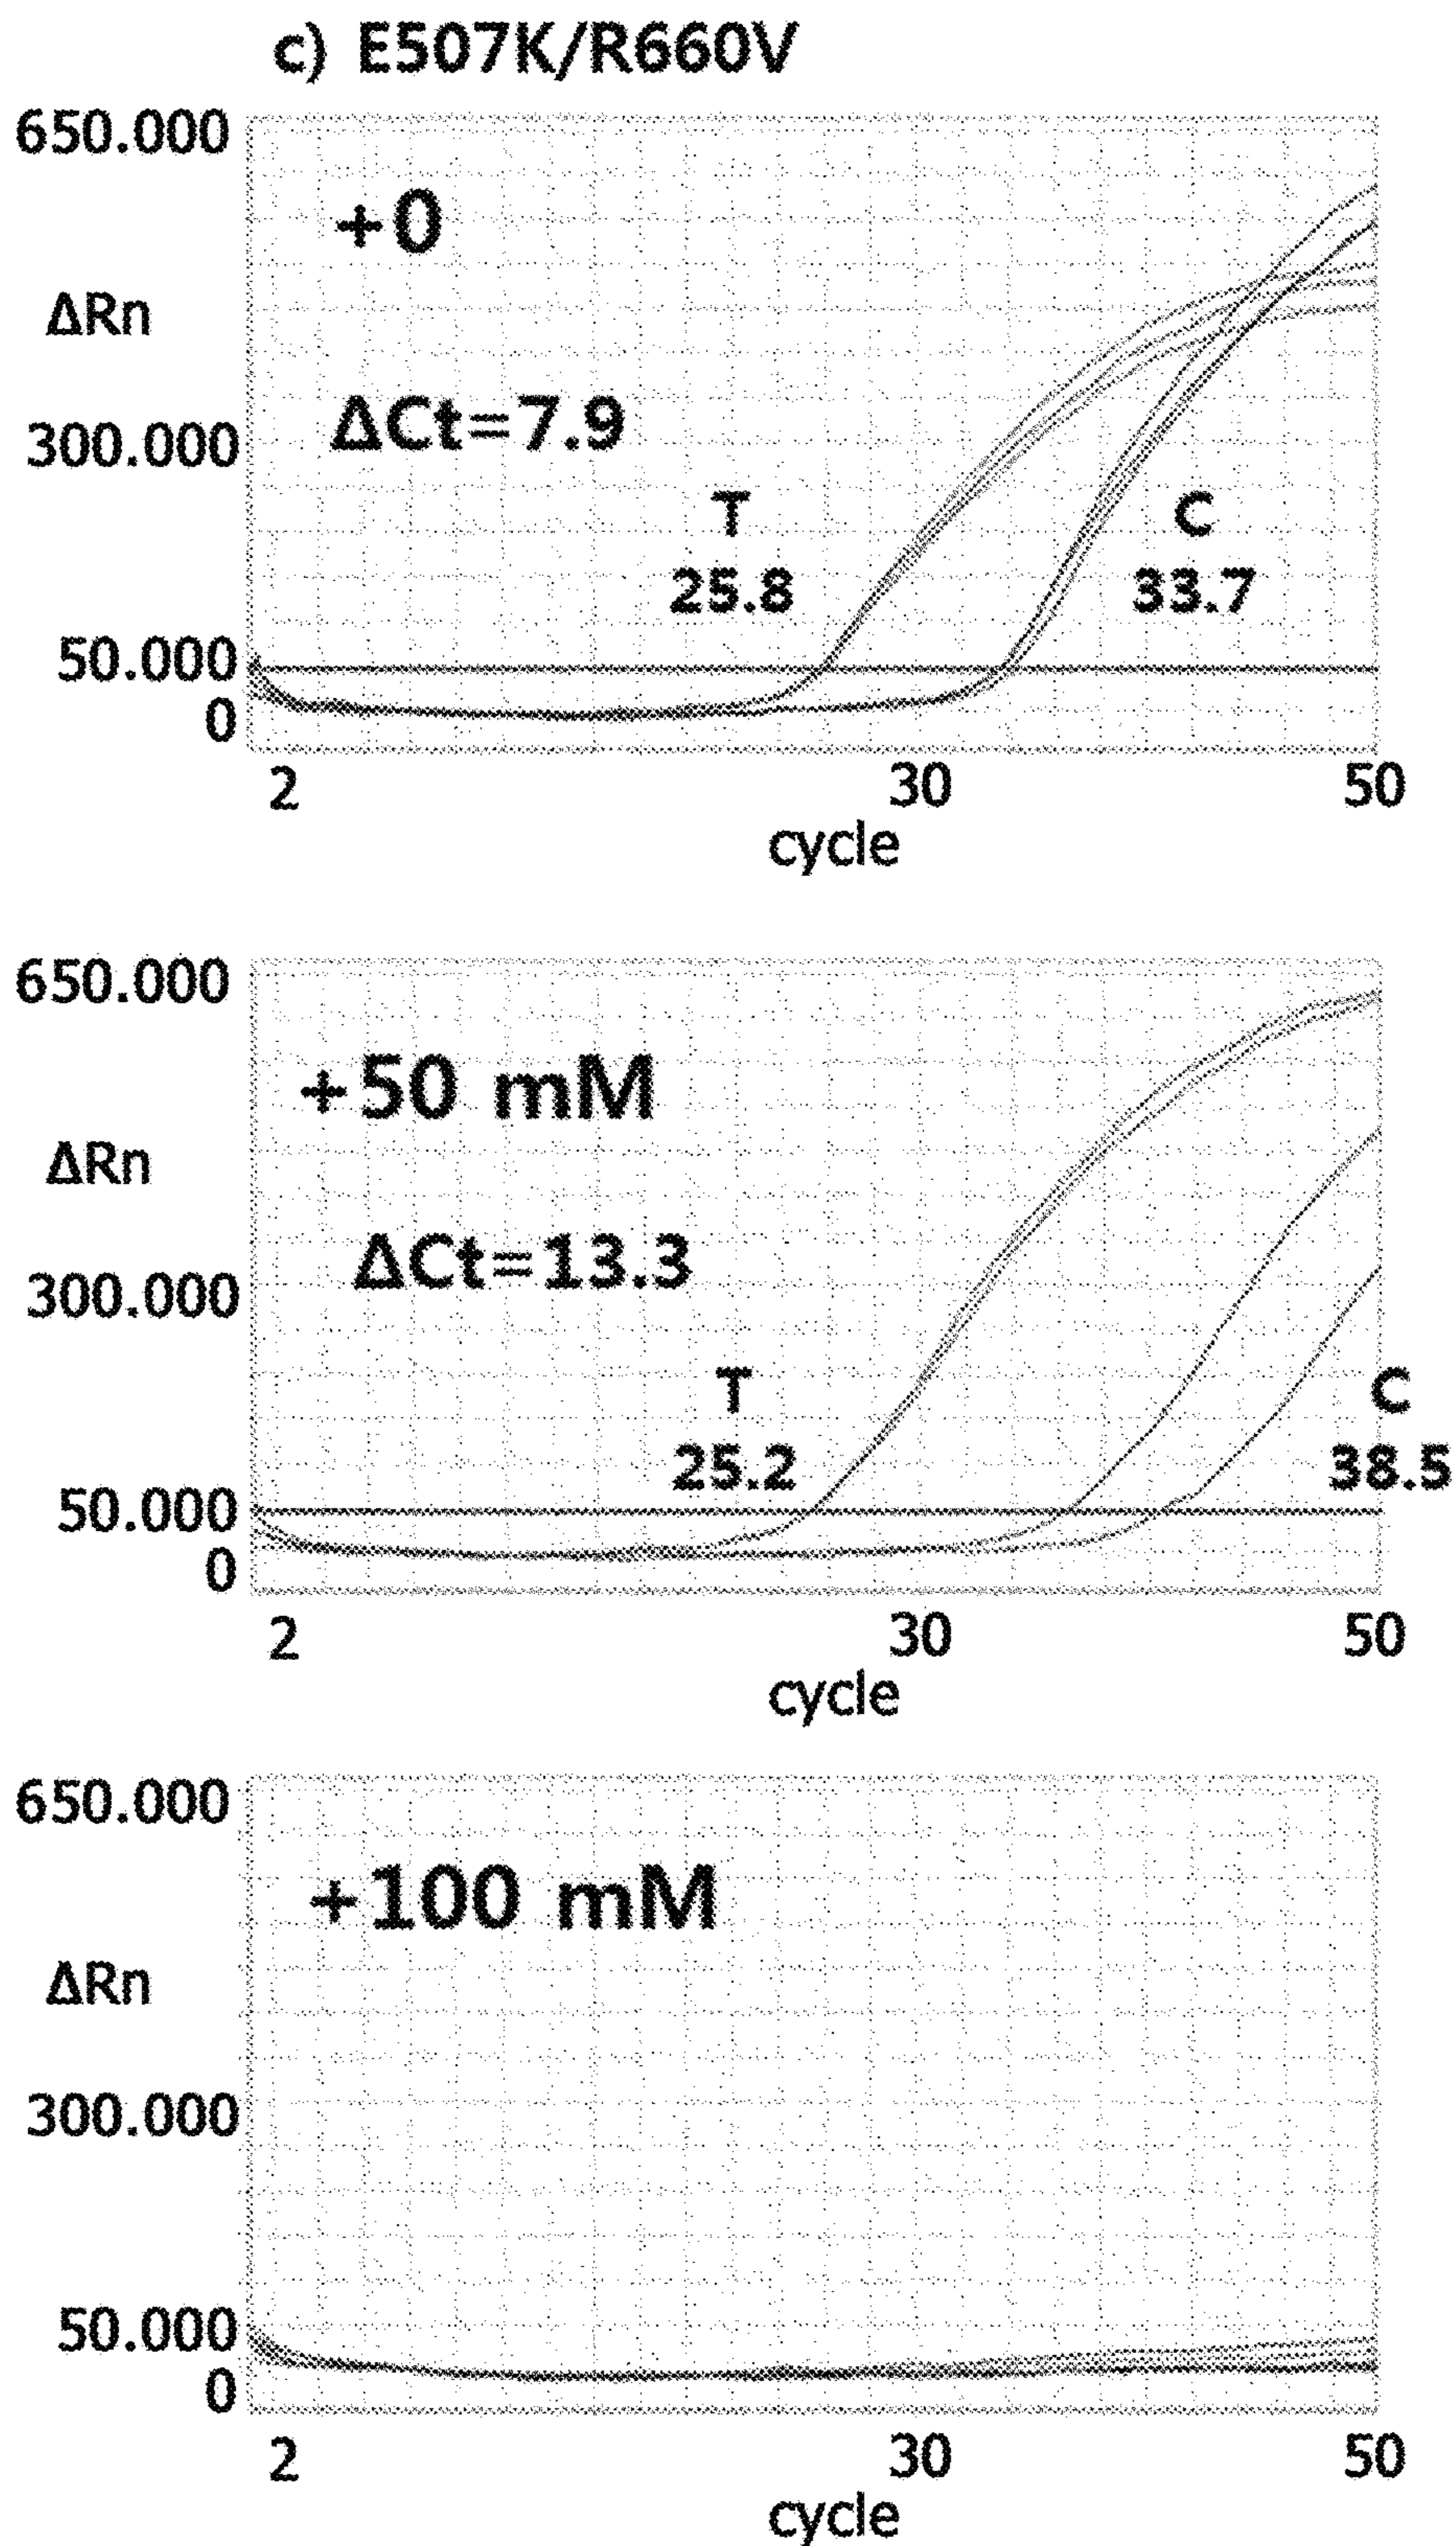 c) E507K/R660V
650.000
+0
ΔRn
ΔCt=7.9
300.000
T
C
25.8
33.7
50.000
0
2
30
50
cycle
650.000
+50 mM
ΔRn
ΔCt=13.3
300.000
T
C
25.2
38.5
50.000
0
2
30
50
cycle
650.000
+100 mM
ΔRn
300.000
50.000
0
2
30
50
cycle